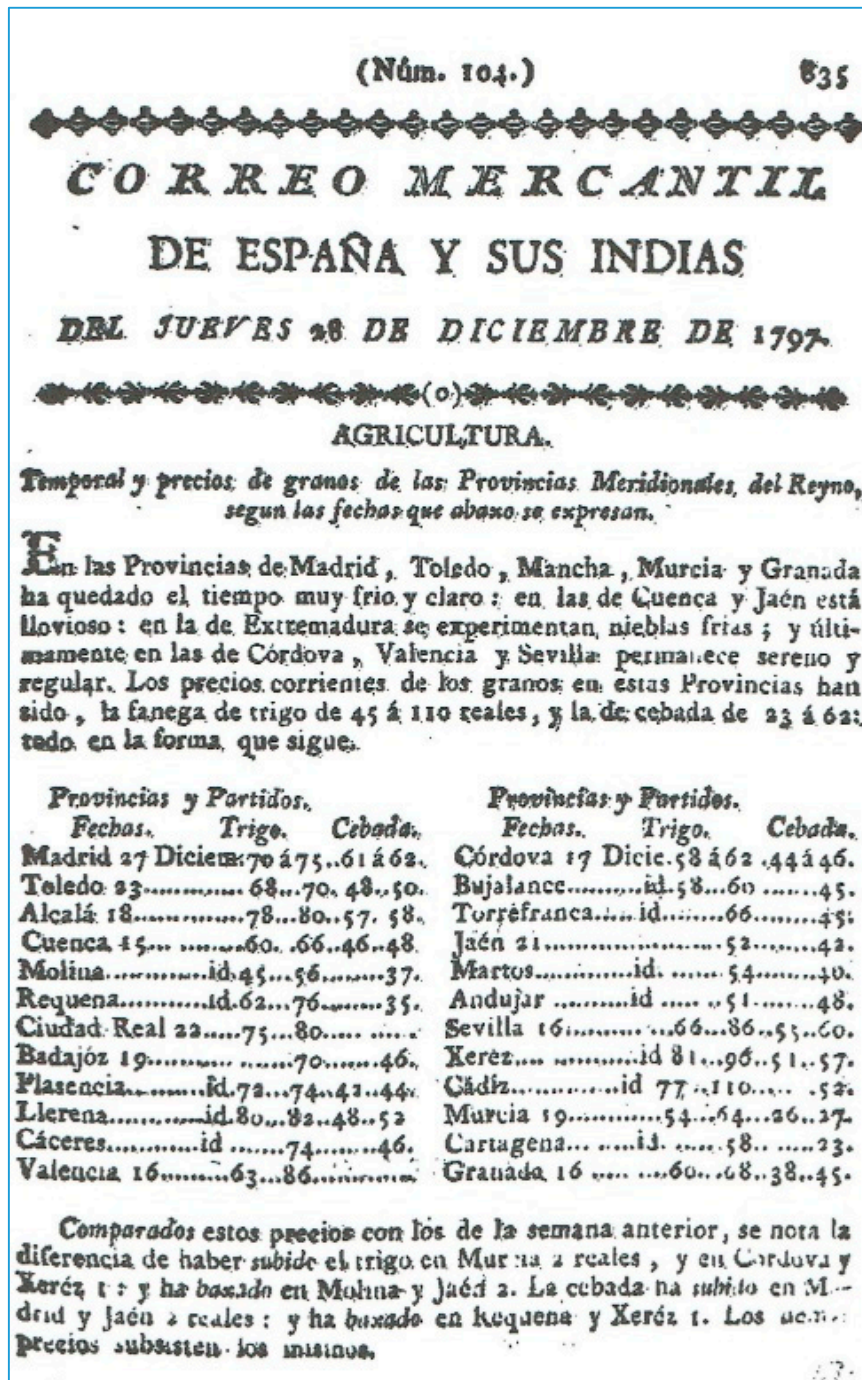 (Núm. 104.) 835
CORREO MERCANTIL
DE ESPAÑA Y SUS INDIAS
DEL JUEVES 28 DE DICIEMBRE DE 1797.
(o)
AGRICULTURA.
Temporal y precios de granos de las Provincias Meridionales del Reyno,
segun las fechas que abaxo se expresan.
En las Provincias de Madrid, Toledo, Mancha, Murcia y Granada
ha quedado el tiempo muy frio y claro: en las de Cuenca y Jaén está
llovioso: en la de Extremadura se experimentan nieblas frias; y últi-
mamente en las de Córdova, Valencia y Sevilla permanece sereno y
regular. Los precios corrientes de los granos en estas Provincias han
sido, la fanega de trigo de 45 á 110 reales, y la de cebada de 23 á 62:
todo en la forma que sigue.
Provincias y Partidos.
Fechas. Trigo. Cebada.
Madrid 27 Diciem. 70 á 75..61 á 62.
Toledo 23............ 68...70. 48..50.
Alcalá 18..............78...80..57. 58.
Cuenca 15... .........60. .66..46..48.
Molina............id.45...56.........37.
Requena..........id.62...76.........35.
Ciudad Real 22.....75...80..... .....
Badajóz 19............ .......70.......46.
Plasencia..........id.72...74..42..44.
Llerena............id.80...82..48..52
Cáceres............id .......74........46.
Valencia 16.........63...86............
Provincias y Partidos.
Fechas. Trigo. Cebada.
Córdova 17 Dicie.58 á 62 .44 á 46.
Bujalance..........id.58...60 .......45.
Torrefranca.....id........66.........45.
Jaén 21......................52........42.
Martos............id. ...... 54........40.
Andujar ..........id ..... ..51.......48.
Sevilla 16...... ....66...86..55..60.
Xeréz.... ..........id 81...96..51..57.
Cádiz..............id 77..110..... .52.
Murcia 19............54...64...26..27.
Cartagena... .....id. ......58.. .....23.
Granada 16 ..... ....60...68..38..45.
Comparados estos precios con los de la semana anterior, se nota la
diferencia de haber subido el trigo en Murcia 2 reales, y en Cordova y
Xeréz 1: y ha baxado en Molina y Jaén 2. La cebada ha subido en Ma-
drid y Jaén 2 reales: y ha baxado en Requena y Xeréz 1. Los
precios subsisten los mismos.